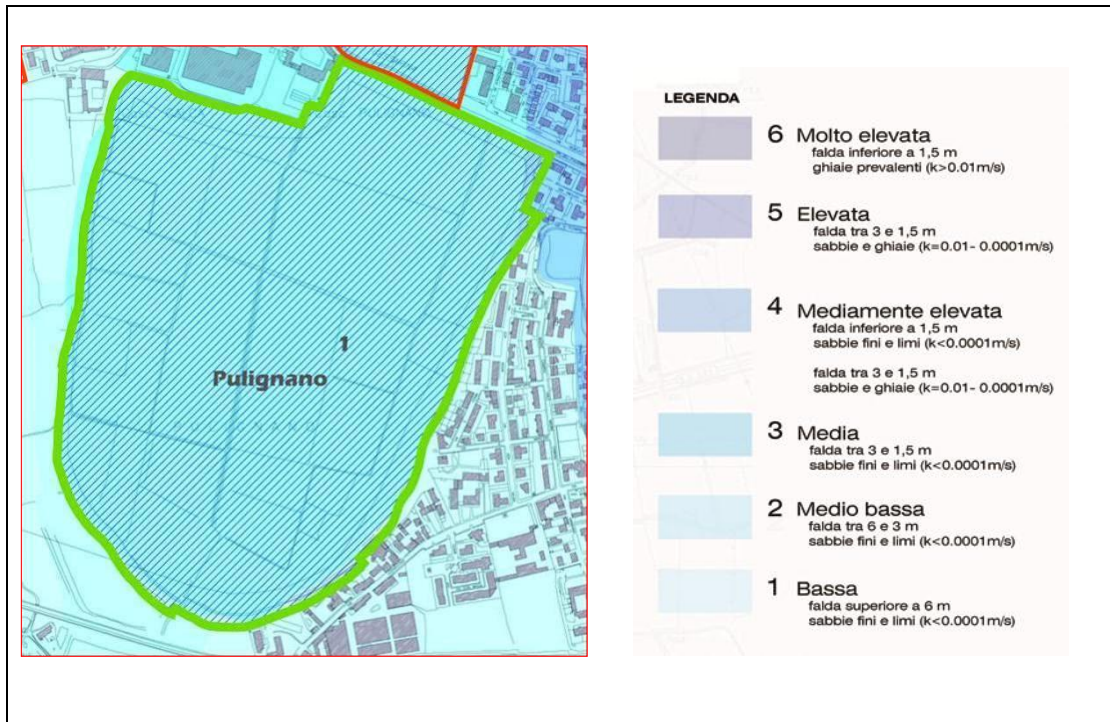 1
Pulignano
LEGENDA
6 Molto elevata
falda inferiore a 1,5 m
ghiaie prevalenti (k>0.01m/s)
5 Elevata
falda tra 3 e 1,5 m
sabbie e ghiaie (k=0.01- 0.0001m/s)
4 Mediamente elevata
falda inferiore a 1,5 m
sabbie fini e limi (k<0.0001m/s)
falda tra 3 e 1,5 m
sabbie e ghiaie (k=0.01- 0.0001m/s)
3 Media
falda tra 3 e 1,5 m
sabbie fini e limi (k<0.0001m/s)
2 Medio bassa
falda tra 6 e 3 m
sabbie fini e limi (k<0.0001m/s)
1 Bassa
falda superiore a 6 m
sabbie fini e limi (k<0.0001m/s)